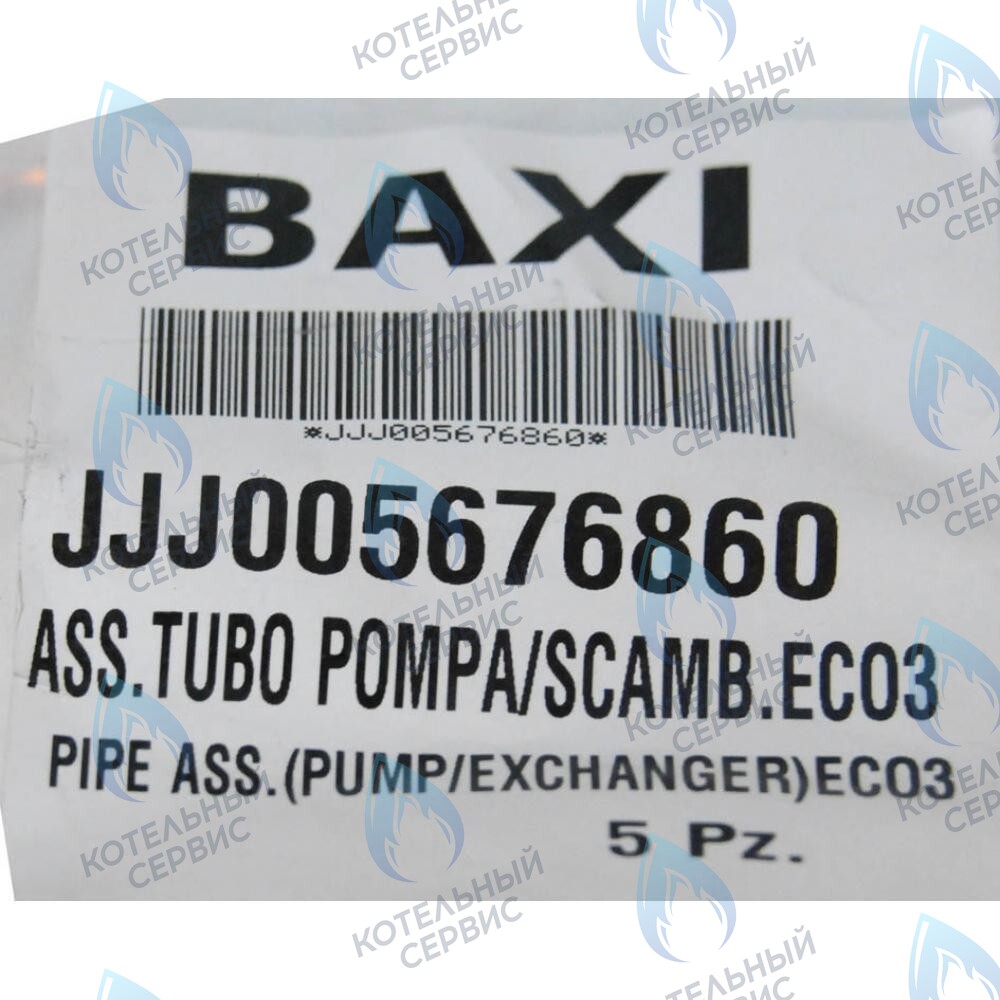 BAXI
*JJJ005676860*
JJJ005676860
ASS.TUBO POMPA/SCAMB.ECO3
PIPE ASS.(PUMP/EXCHANGER)ECO3
5 Pz.
КОТЕЛЬНЫЙ
СЕРВИС